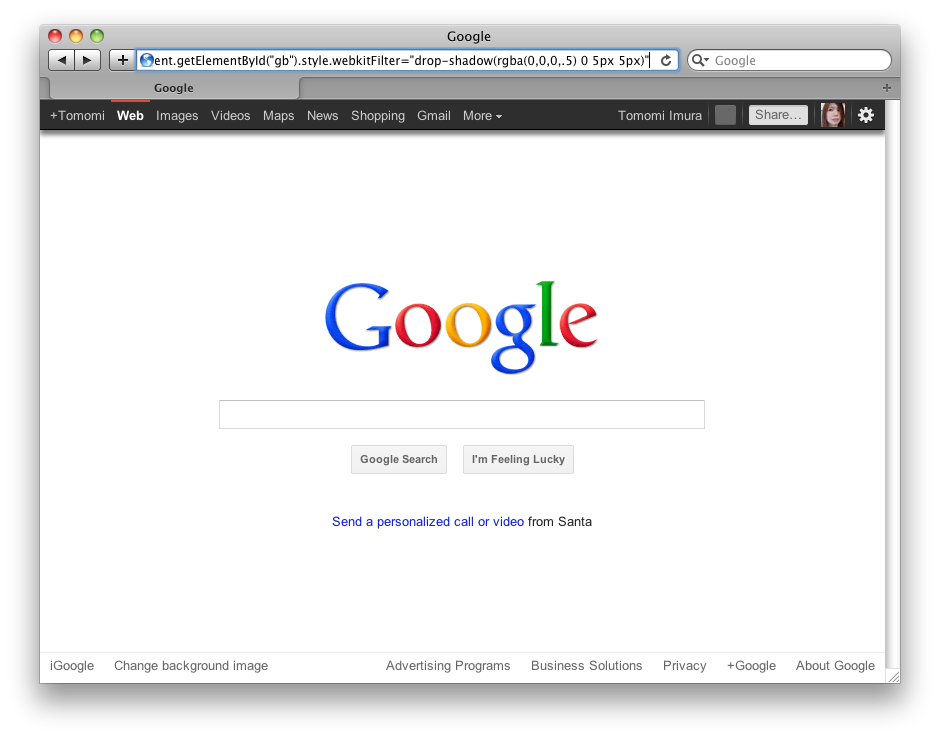 Google
ent.getElementById("gb").style.webkitFilter="drop-shadow(rgba(0,0,0,.5) 0 5px 5px)"
Google
Google
+Tomomi Web Images Videos Maps News Shopping Gmail More Tomomi Imura Share...
Google
Google Search I'm Feeling Lucky
Send a personalized call or video from Santa
iGoogle Change background image Advertising Programs Business Solutions Privacy +Google About Google